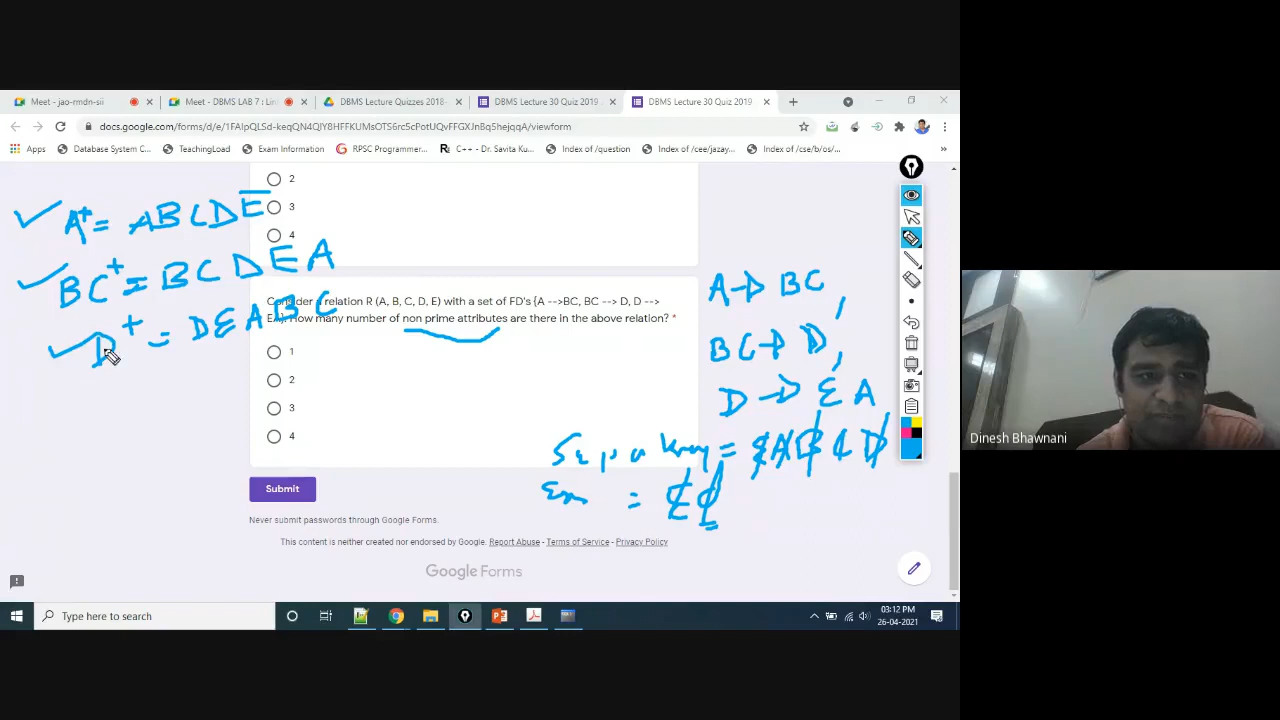 Meet - jao-rmdn-sii
Meet - DBMS LAB 7 : Lin
DBMS Lecture Quizzes 2018-
DBMS Lecture 30 Quiz 2019
DBMS Lecture 30 Quiz 2019
docs.google.com/forms/d/e/
/viewform
Apps
Database System C...
TeachingLoad
Exam Information
RPSC Programmer...
C++ - Dr. Savita Ku...
Index of /question
Index of /cee/jazay...
Index of /cse/b/os/...
2
3
4
A+ = ABCDE
BC+ = BCDEA
D+ = DEABC
Consider a relation R (A, B, C, D, E) with a set of FD's {A -->BC, BC --> D, D -->
EA}. How many number of non prime attributes are there in the above relation? *
1
2
3
4
A → BC,
BC → D,
D → EA
Submit
Never submit passwords through Google Forms.
This content is neither created nor endorsed by Google. Report Abuse - Terms of Service - Privacy Policy
Google Forms
Dinesh Bhawnani
Type here to search
03:12 PM
26-04-2021